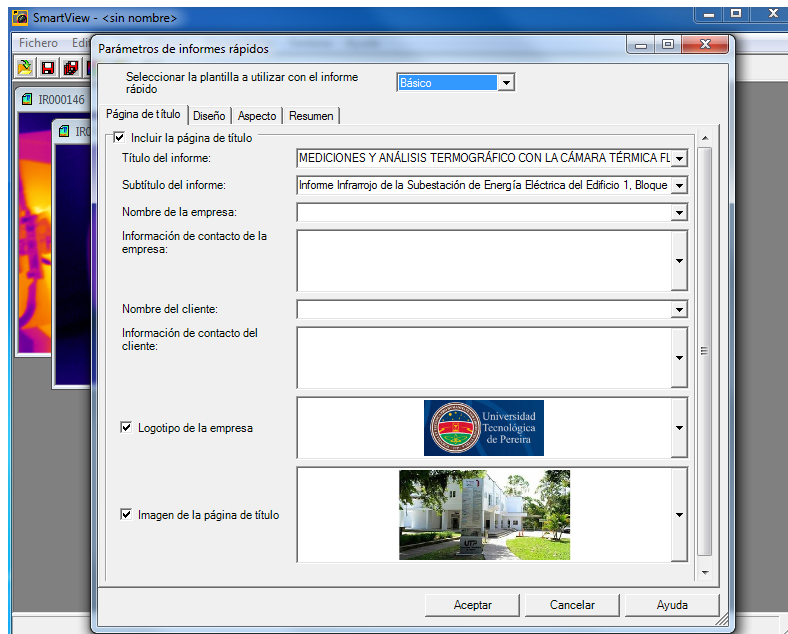 SmartView - <sin nombre>
Fichero Edi
Parámetros de informes rápidos
Seleccionar la plantilla a utilizar con el informe
rápido
Básico
IR000146
IR0
Página de título Diseño Aspecto Resumen
Incluir la página de título
Título del informe:
MEDICIONES Y ANÁLISIS TERMOGRÁFICO CON LA CÁMARA TÉRMICA FL
Subtítulo del informe:
Informe Infrarrojo de la Subestación de Energía Eléctrica del Edificio 1, Bloque
Nombre de la empresa:
Información de contacto de la
empresa:
Nombre del cliente:
Información de contacto del
cliente:
Logotipo de la empresa
Universidad
Tecnológica
de Pereira
Imagen de la página de título
UTP
Aceptar Cancelar Ayuda